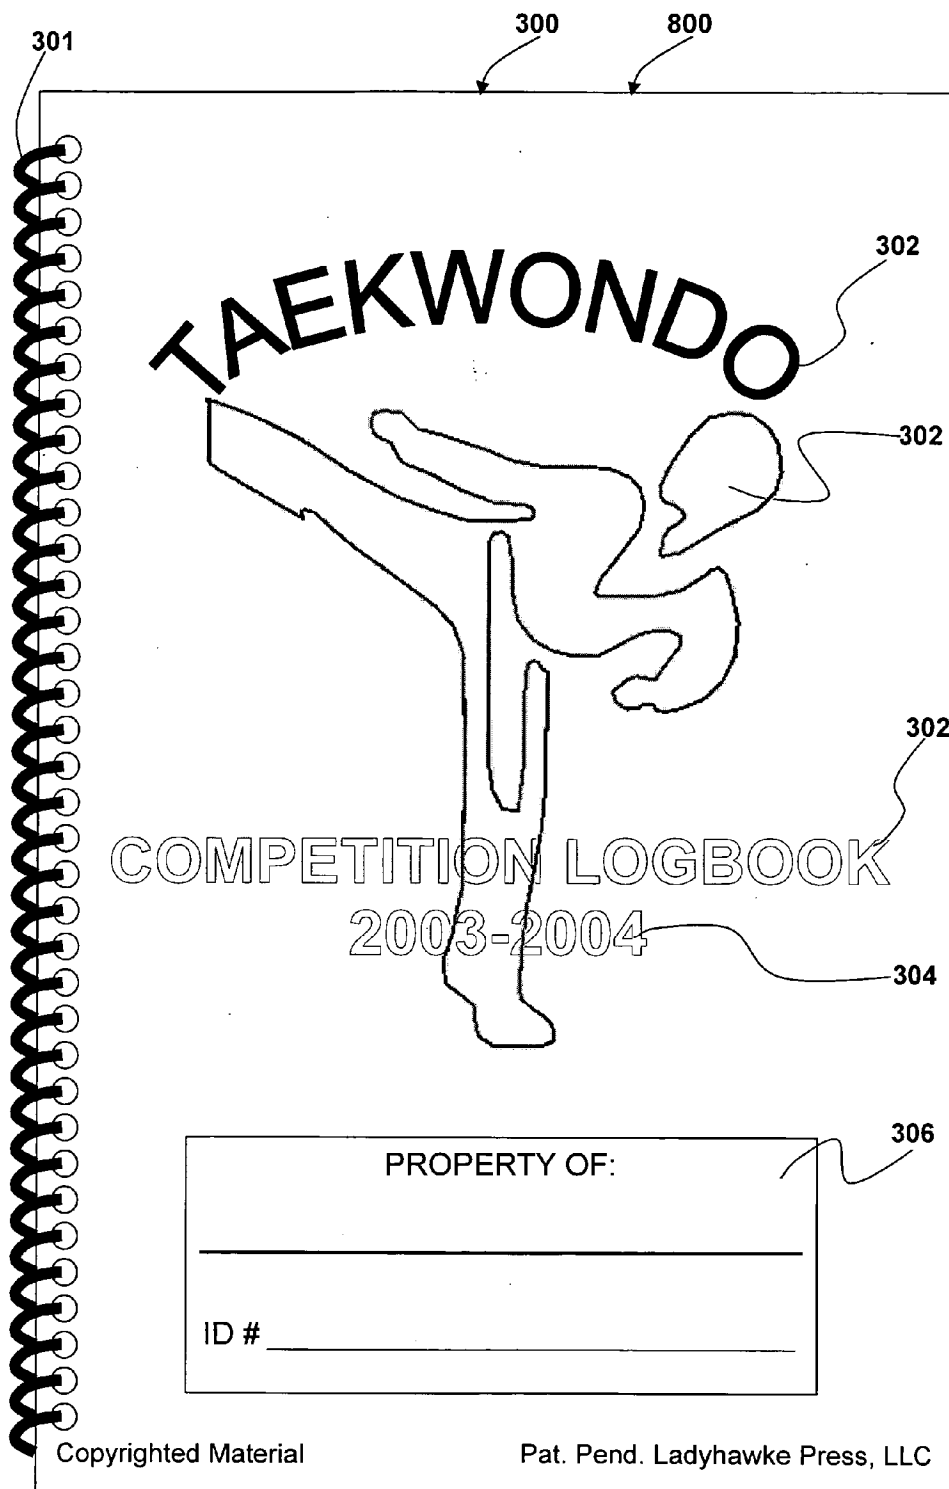 300 800
301
302
TAEKWONDO
302
302
COMPETITION LOGBOOK
2003-2004
304
306
PROPERTY OF:
ID #
Copyrighted Material Pat. Pend. Ladyhawke Press, LLC